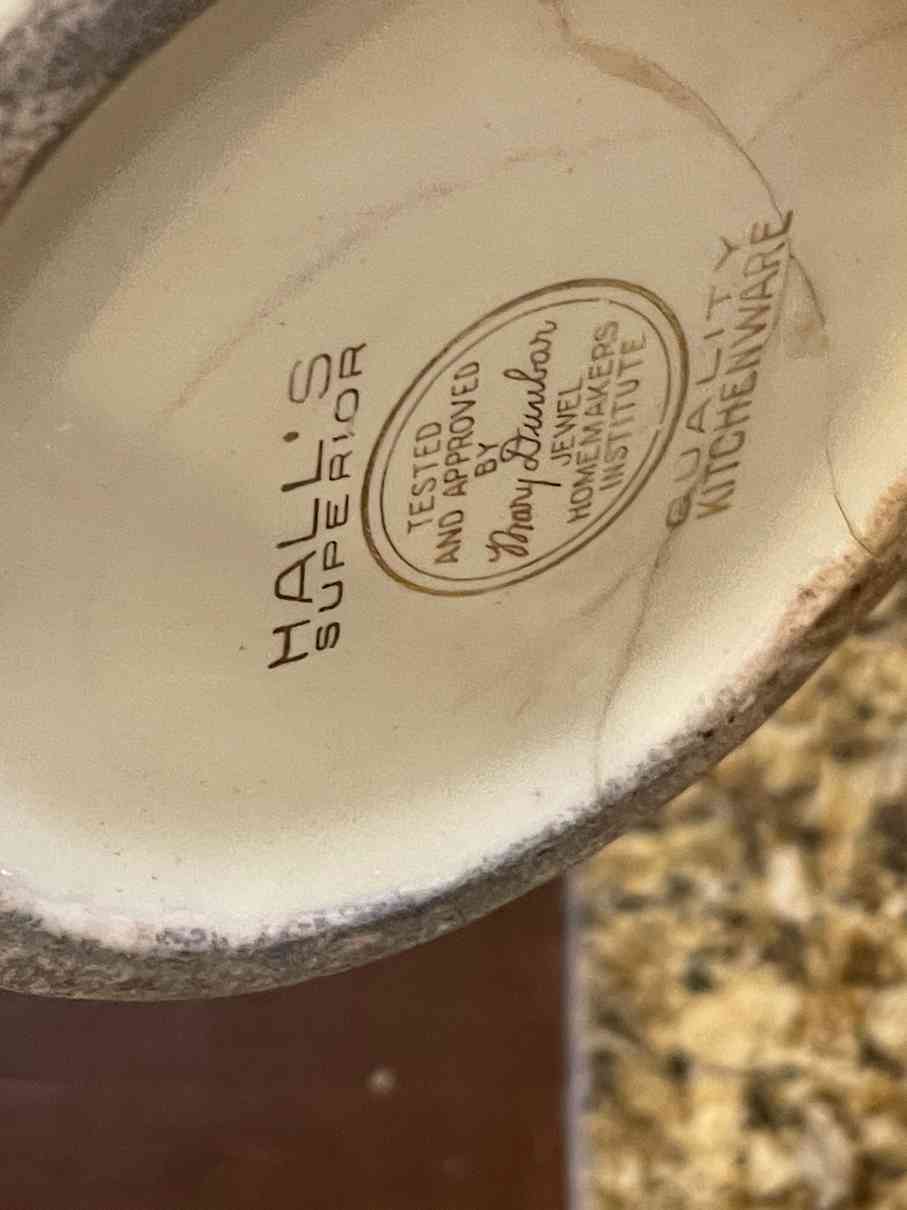 HALL'S
SUPERIOR
TESTED
AND APPROVED
BY
Mary Dunbar
JEWEL
HOMEMAKERS
INSTITUTE
QUALITY
KITCHENWARE